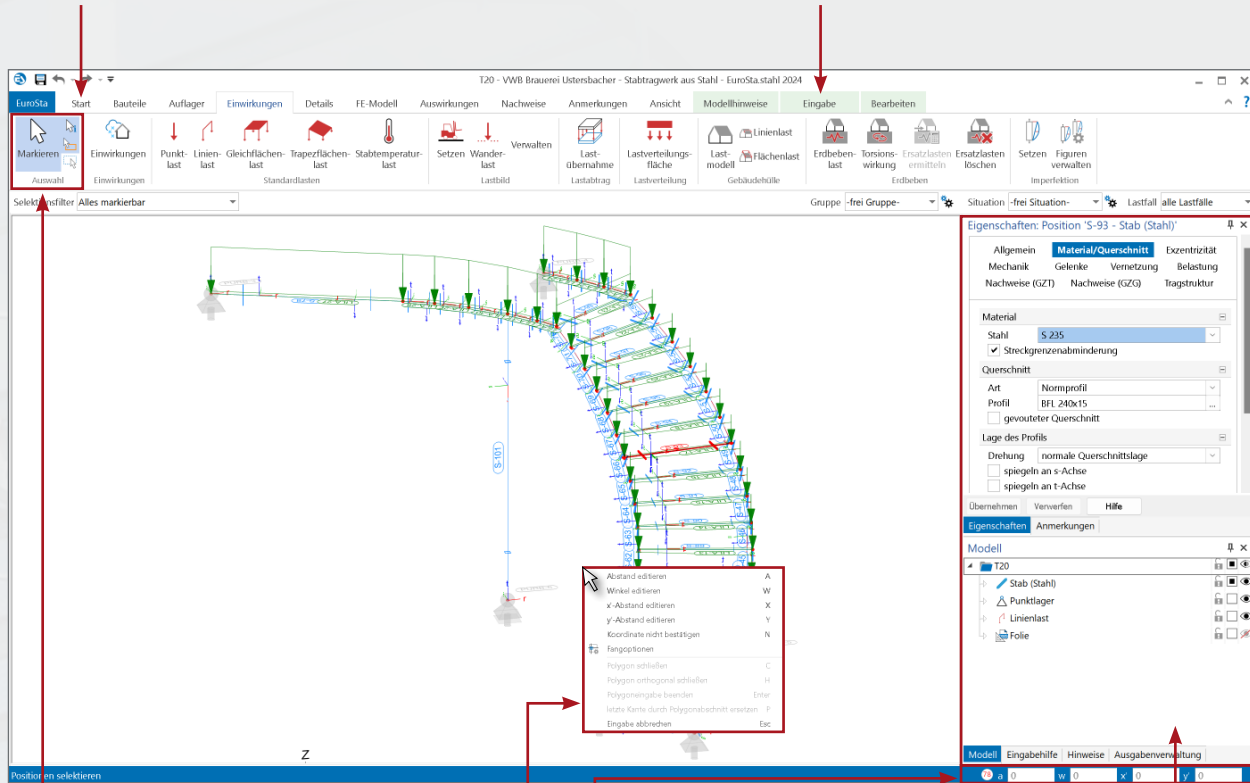 T20 - VWB Brauerei Ustersbacher - Stabtragwerk aus Stahl - EuroSta.stahl 2024
EuroSta Start Bauteile Auflager Einwirkungen Details FE-Modell Auswirkungen Nachweise Anmerkungen Ansicht Modellhinweise Eingabe Bearbeiten
Markieren
Einwirkungen
Punkt-last
Linien-last
Gleichflächen-last
Trapezflächen-last
Stabtemperatur-last
Setzen
Wander-last
Verwalten
Last-übernahme
Lastverteilungs-fläche
Last-modell
Linienlast
Flächenlast
Erdbeben-last
Torsions-wirkung
Ersatzlasten ermitteln
Ersatzlasten löschen
Setzen
Figuren verwalten
Auswahl Einwirkungen Standardlasten Lastbild Lastabtrag Lastverteilung Gebäudehülle Erdbeben Imperfektion
Selektionsfilter Alles markierbar Gruppe -frei Gruppe- Situation -frei Situation- Lastfall alle Lastfälle
Eigenschaften: Position 'S-93 - Stab (Stahl)'
Allgemein Material/Querschnitt Exzentrizität
Mechanik Gelenke Vernetzung Belastung
Nachweise (GZT) Nachweise (GZG) Tragstruktur
Material
Stahl S 235
Streckgrenzenabminderung
Querschnitt
Art Normprofil
Profil BFL 240x15 ...
gevouteter Querschnitt
Lage des Profils
Drehung normale Querschnittslage
spiegeln an s-Achse
spiegeln an t-Achse
Übernehmen Verwerfen Hilfe
Eigenschaften Anmerkungen
Modell
T20
Stab (Stahl)
Punktlager
Linienlast
Folie
S-101
S-65
S-64
S-63
S-62
Abstand editieren A
Winkel editieren W
x'-Abstand editieren X
y'-Abstand editieren Y
Koordinate nicht bestätigen N
Fangoptionen
Polygon schließen C
Polygon orthogonal schließen H
Polygoneingabe beenden Enter
letzte Kante durch Polygonabschnitt ersetzen P
Eingabe abbrechen Esc
Z
Modell Eingabehilfe Hinweise Ausgabenverwaltung
Positionen selektieren
78 a 0 w 0 x' 0 y' 0